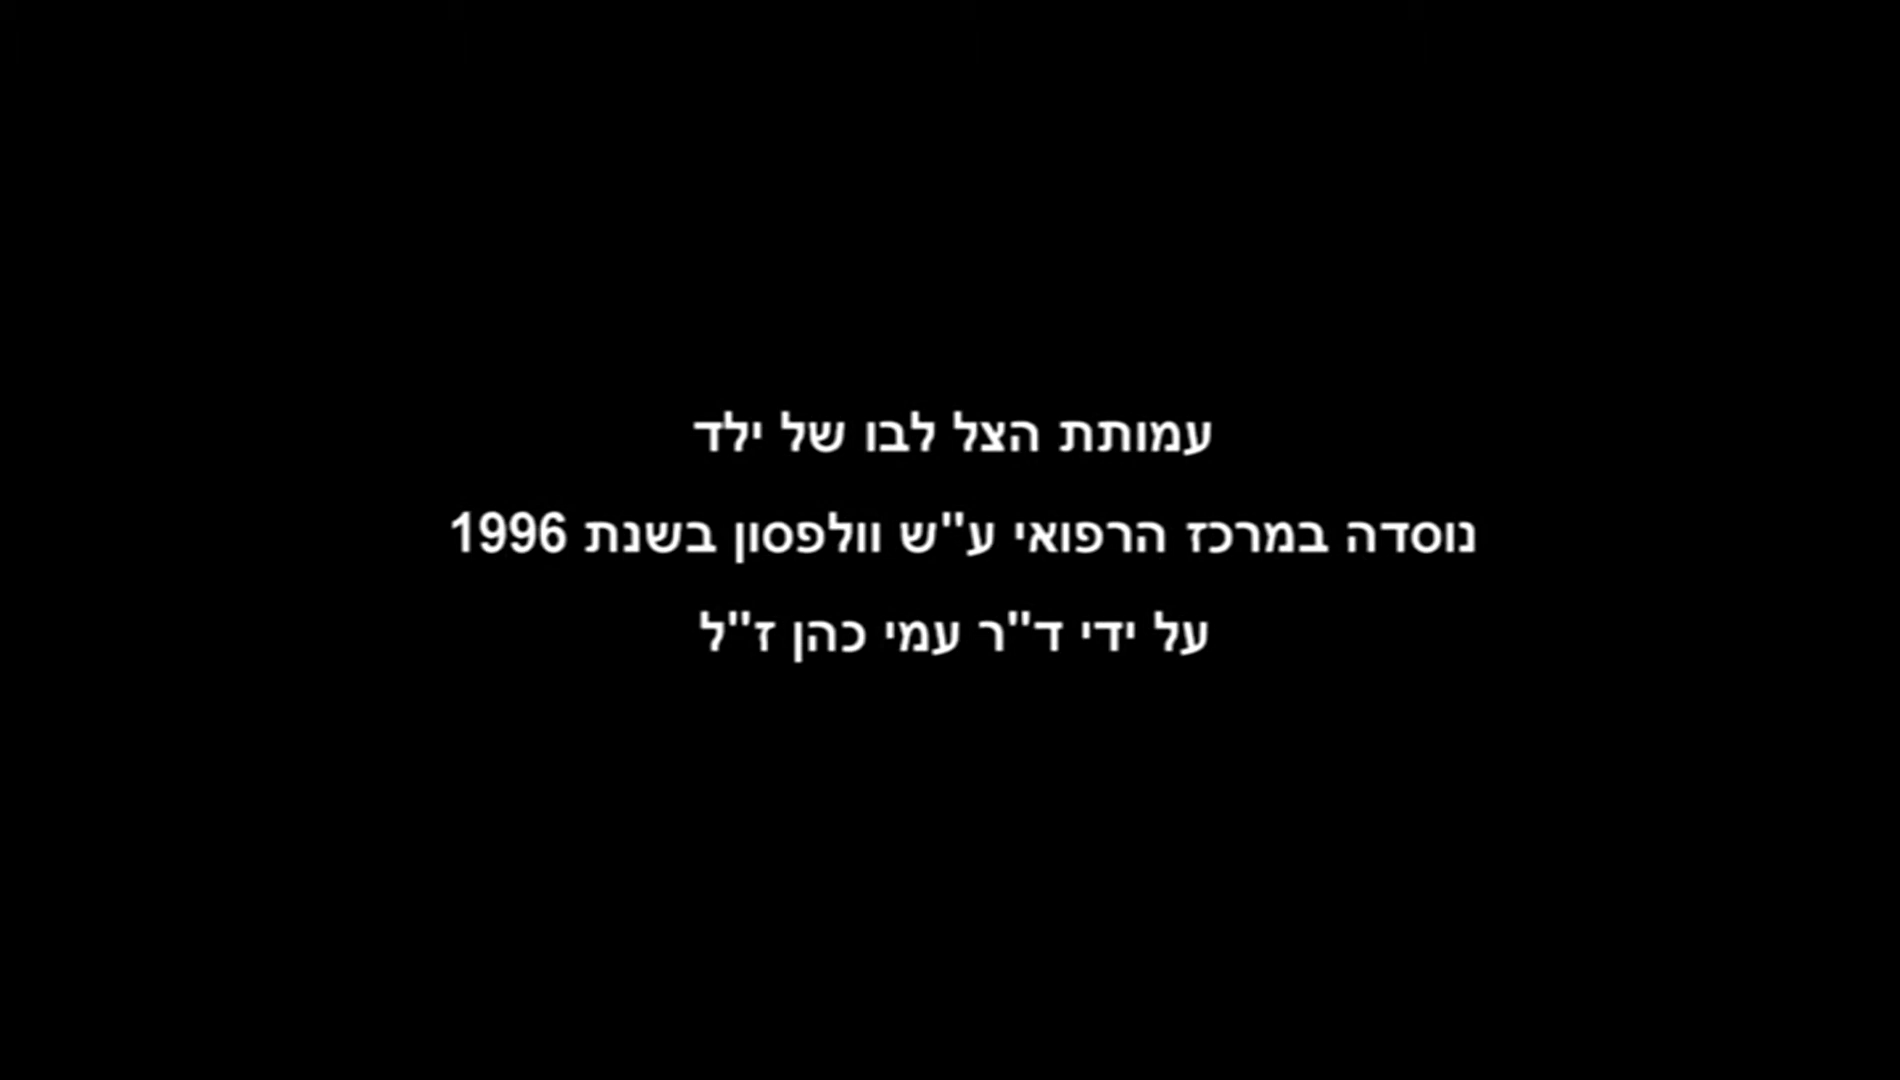 עמותת הצל לבו של ילד
נוסדה במרכז הרפואי ע"ש וולפסון בשנת 1996
על ידי ד"ר עמי כהן ז"ל